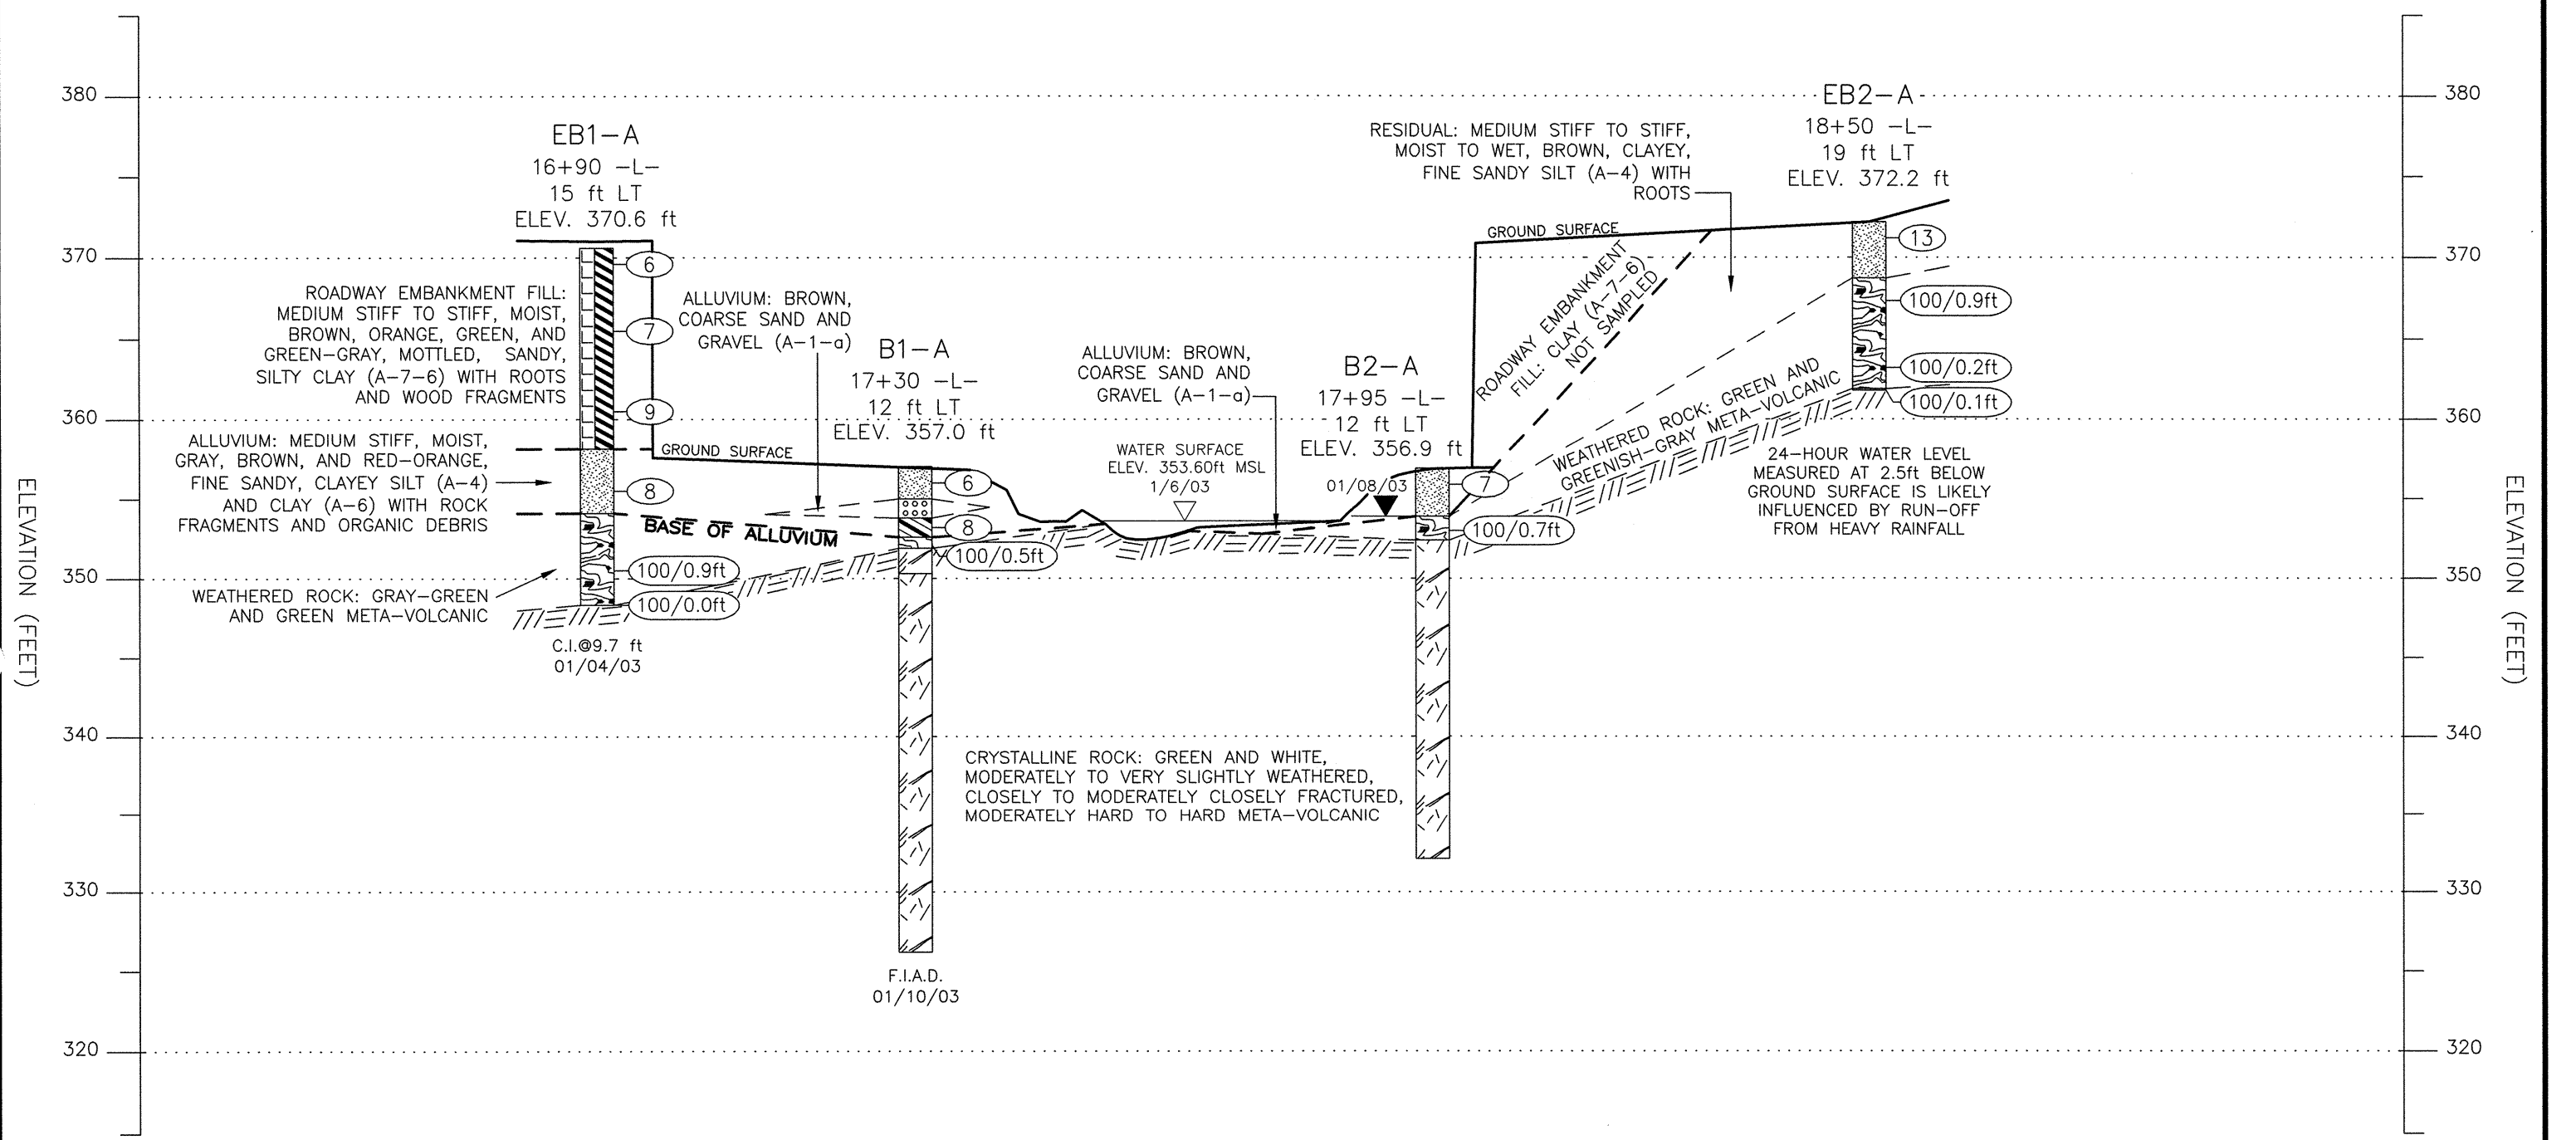 380
370
360
350
340
330
320
ELEVATION (FEET)
EB1-A
16+90 -L-
15 ft LT
ELEV. 370.6 ft
6
7
9
8
100/0.9ft
100/0.0ft
C.I.@9.7 ft
01/04/03
ROADWAY EMBANKMENT FILL:
MEDIUM STIFF TO STIFF, MOIST,
BROWN, ORANGE, GREEN, AND
GREEN-GRAY, MOTTLED, SANDY,
SILTY CLAY (A-7-6) WITH ROOTS
AND WOOD FRAGMENTS
ALLUVIUM: MEDIUM STIFF, MOIST,
GRAY, BROWN, AND RED-ORANGE,
FINE SANDY, CLAYEY SILT (A-4)
AND CLAY (A-6) WITH ROCK
FRAGMENTS AND ORGANIC DEBRIS
WEATHERED ROCK: GRAY-GREEN
AND GREEN META-VOLCANIC
ALLUVIUM: BROWN,
COARSE SAND AND
GRAVEL (A-1-a)
GROUND SURFACE
BASE OF ALLUVIUM
B1-A
17+30 -L-
12 ft LT
ELEV. 357.0 ft
6
8
100/0.5ft
F.I.A.D.
01/10/03
ALLUVIUM: BROWN,
COARSE SAND AND
GRAVEL (A-1-a)
WATER SURFACE
ELEV. 353.60ft MSL
1/6/03
CRYSTALLINE ROCK: GREEN AND WHITE,
MODERATELY TO VERY SLIGHTLY WEATHERED,
CLOSELY TO MODERATELY CLOSELY FRACTURED,
MODERATELY HARD TO HARD META-VOLCANIC
B2-A
17+95 -L-
12 ft LT
ELEV. 356.9 ft
01/08/03
7
100/0.7ft
RESIDUAL: MEDIUM STIFF TO STIFF,
MOIST TO WET, BROWN, CLAYEY,
FINE SANDY SILT (A-4) WITH
ROOTS
GROUND SURFACE
ROADWAY EMBANKMENT
FILL: CLAY (A-7-6)
NOT SAMPLED
WEATHERED ROCK: GREEN AND
GREENISH-GRAY META-VOLCANIC
EB2-A
18+50 -L-
19 ft LT
ELEV. 372.2 ft
13
100/0.9ft
100/0.2ft
100/0.1ft
24-HOUR WATER LEVEL
MEASURED AT 2.5ft BELOW
GROUND SURFACE IS LIKELY
INFLUENCED BY RUN-OFF
FROM HEAVY RAINFALL
380
370
360
350
340
330
320
ELEVATION (FEET)